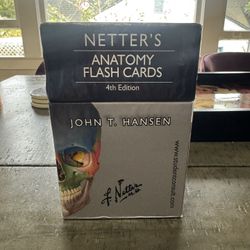 NETTER'S
ANATOMY
FLASH CARDS
4th Edition
JOHN T. HANSEN
F. Netter
M.D.
www.studentconsult.com